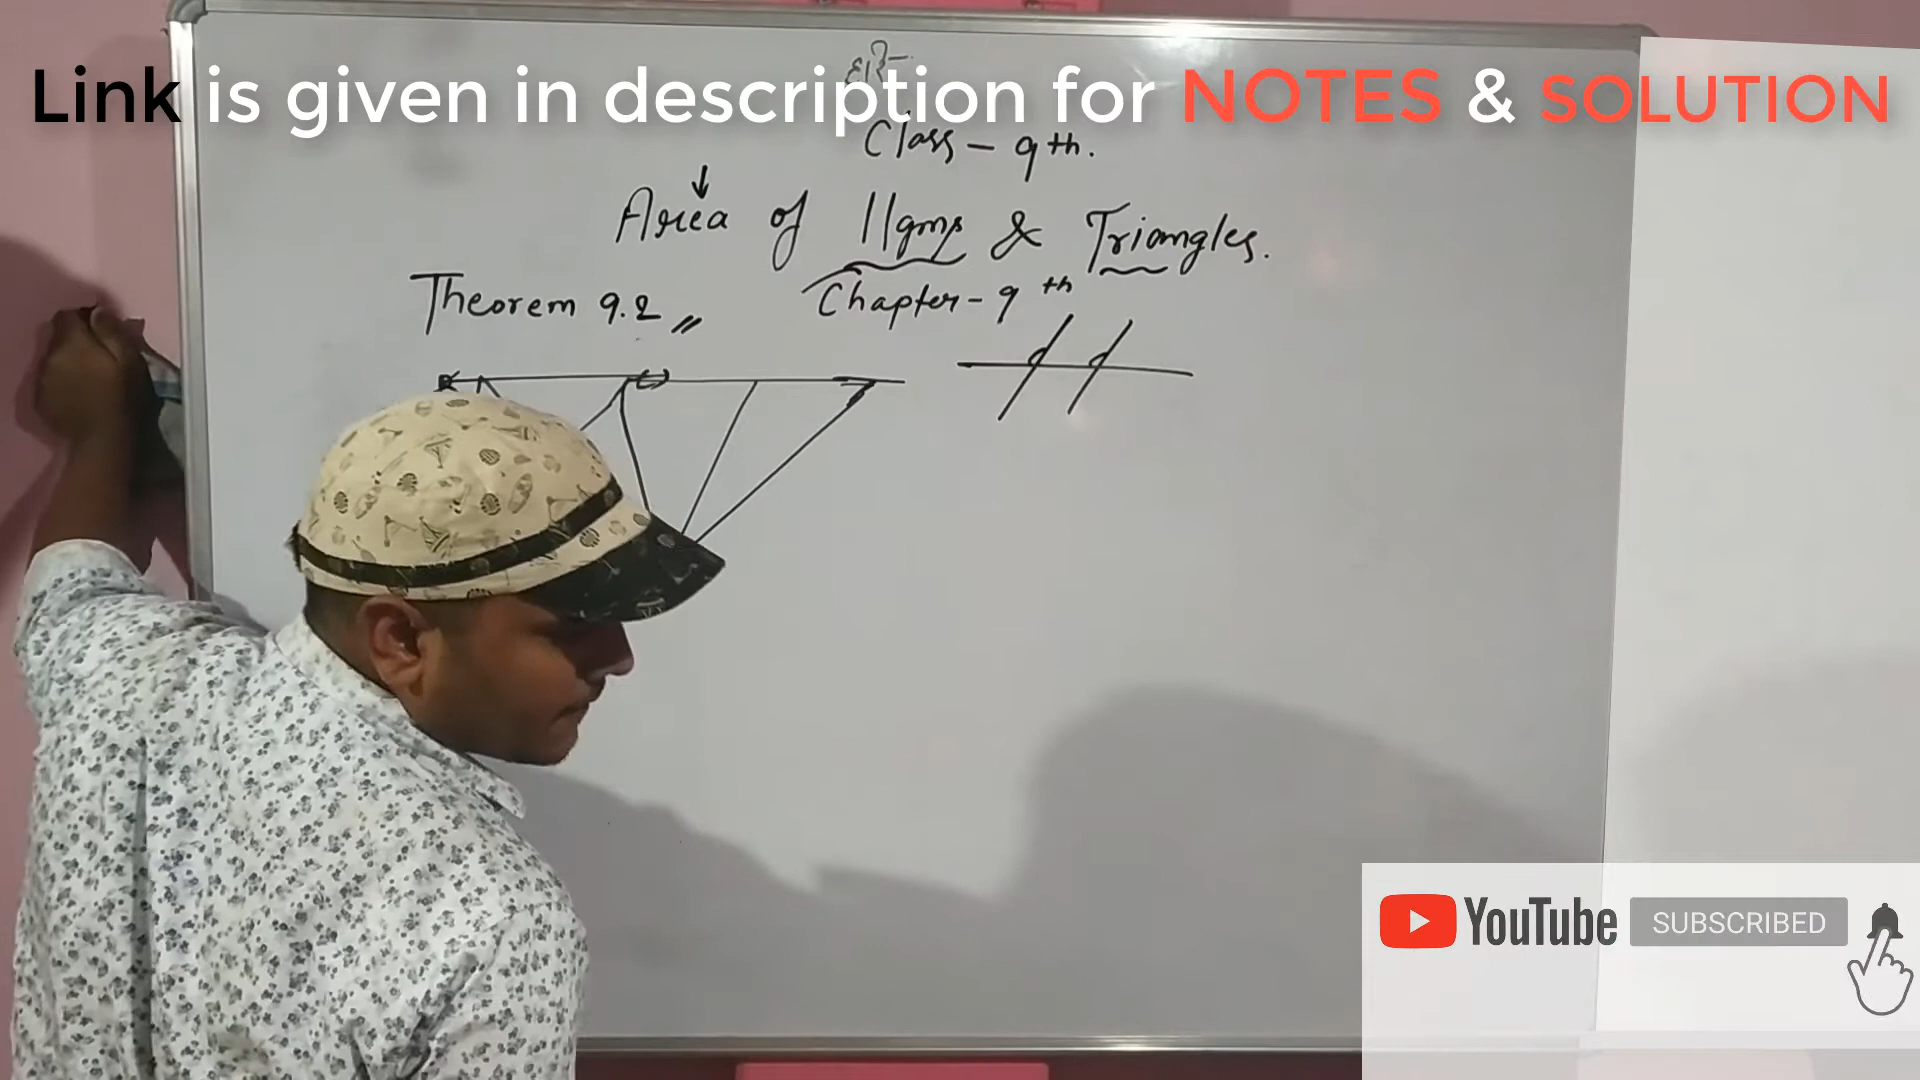 Link is given in description for NOTES & SOLUTION
Class - 9th.
Area of ||gms & Triangles.
Theorem 9.2 Chapter - 9th
YouTube SUBSCRIBED